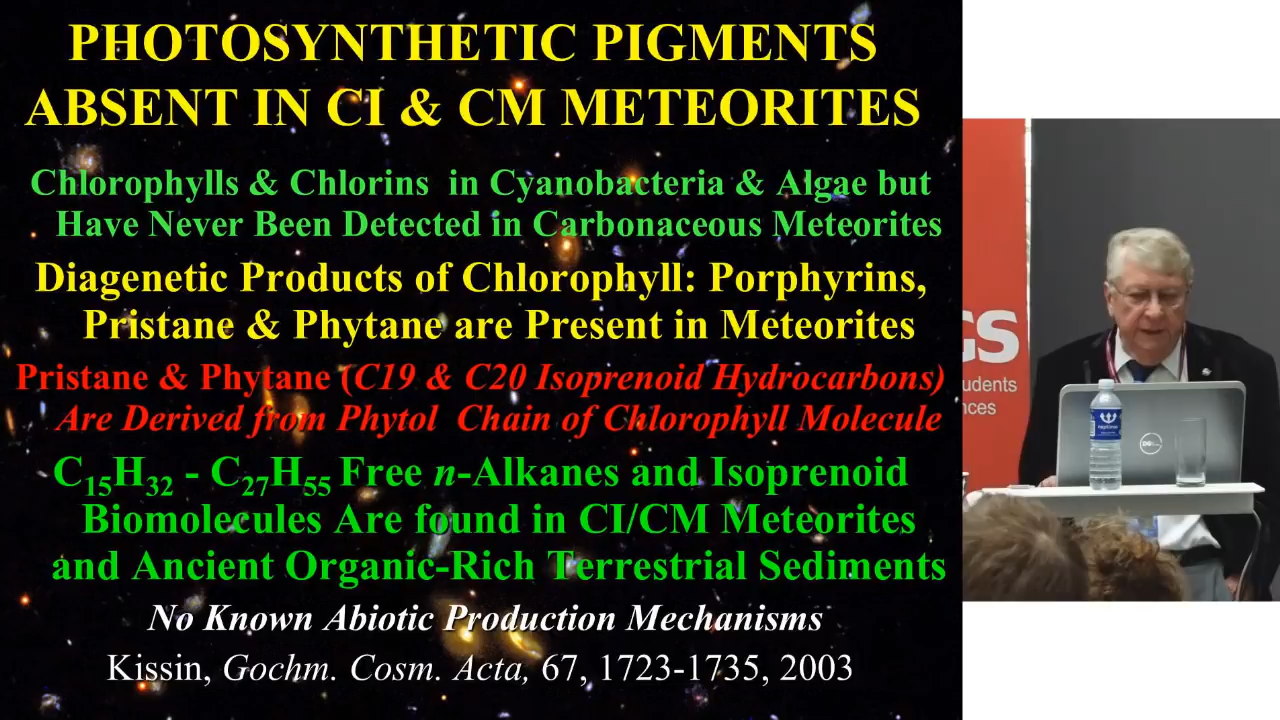 PHOTOSYNTHETIC PIGMENTS
ABSENT IN CI & CM METEORITES
Chlorophylls & Chlorins in Cyanobacteria & Algae but
Have Never Been Detected in Carbonaceous Meteorites
Diagenetic Products of Chlorophyll: Porphyrins,
Pristane & Phytane are Present in Meteorites
Pristane & Phytane (C19 & C20 Isoprenoid Hydrocarbons)
Are Derived from Phytol Chain of Chlorophyll Molecule
C15H32 - C27H55 Free n-Alkanes and Isoprenoid
Biomolecules Are found in CI/CM Meteorites
and Ancient Organic-Rich Terrestrial Sediments
No Known Abiotic Production Mechanisms
Kissin, Gochm. Cosm. Acta, 67, 1723-1735, 2003
GS
udents
nces